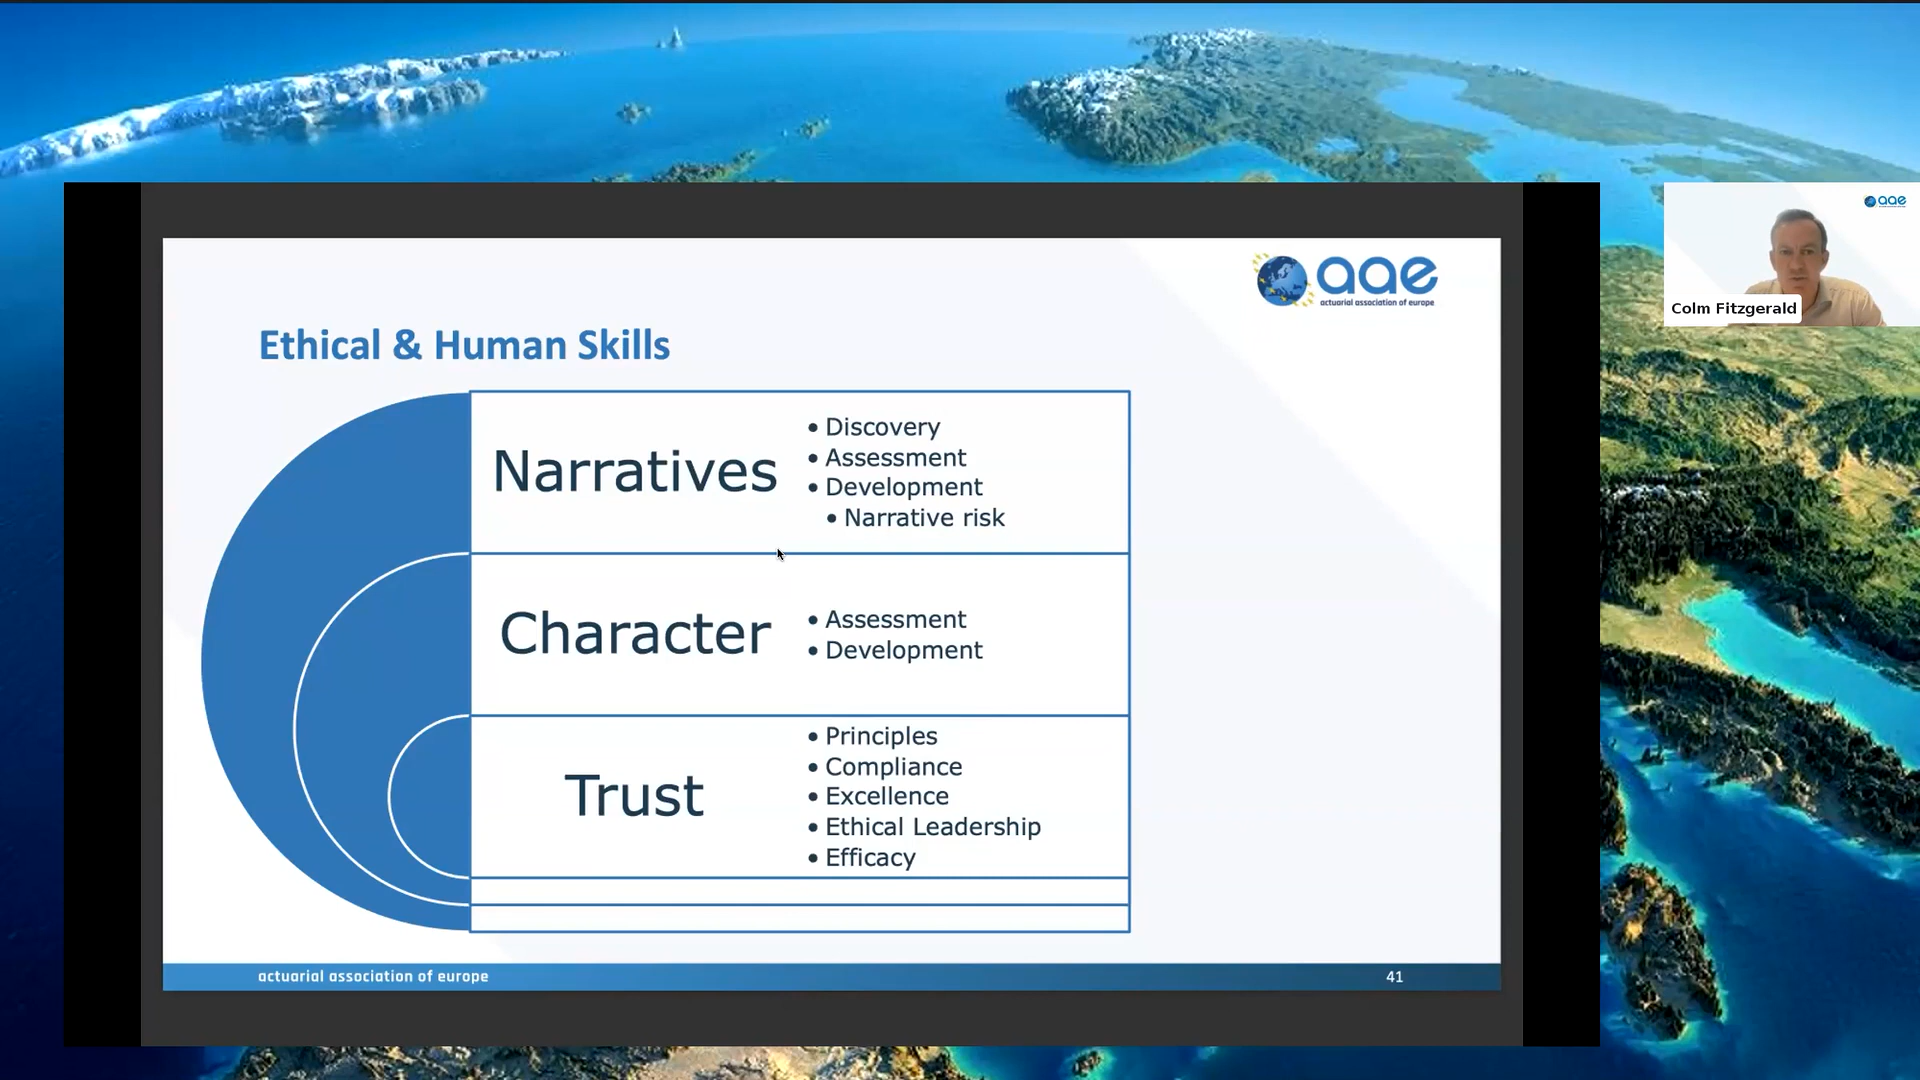 aae
actuarial association of europe
Ethical & Human Skills
Narratives
• Discovery
• Assessment
• Development
• Narrative risk
Character
• Assessment
• Development
Trust
• Principles
• Compliance
• Excellence
• Ethical Leadership
• Efficacy
actuarial association of europe
41
aae
Colm Fitzgerald